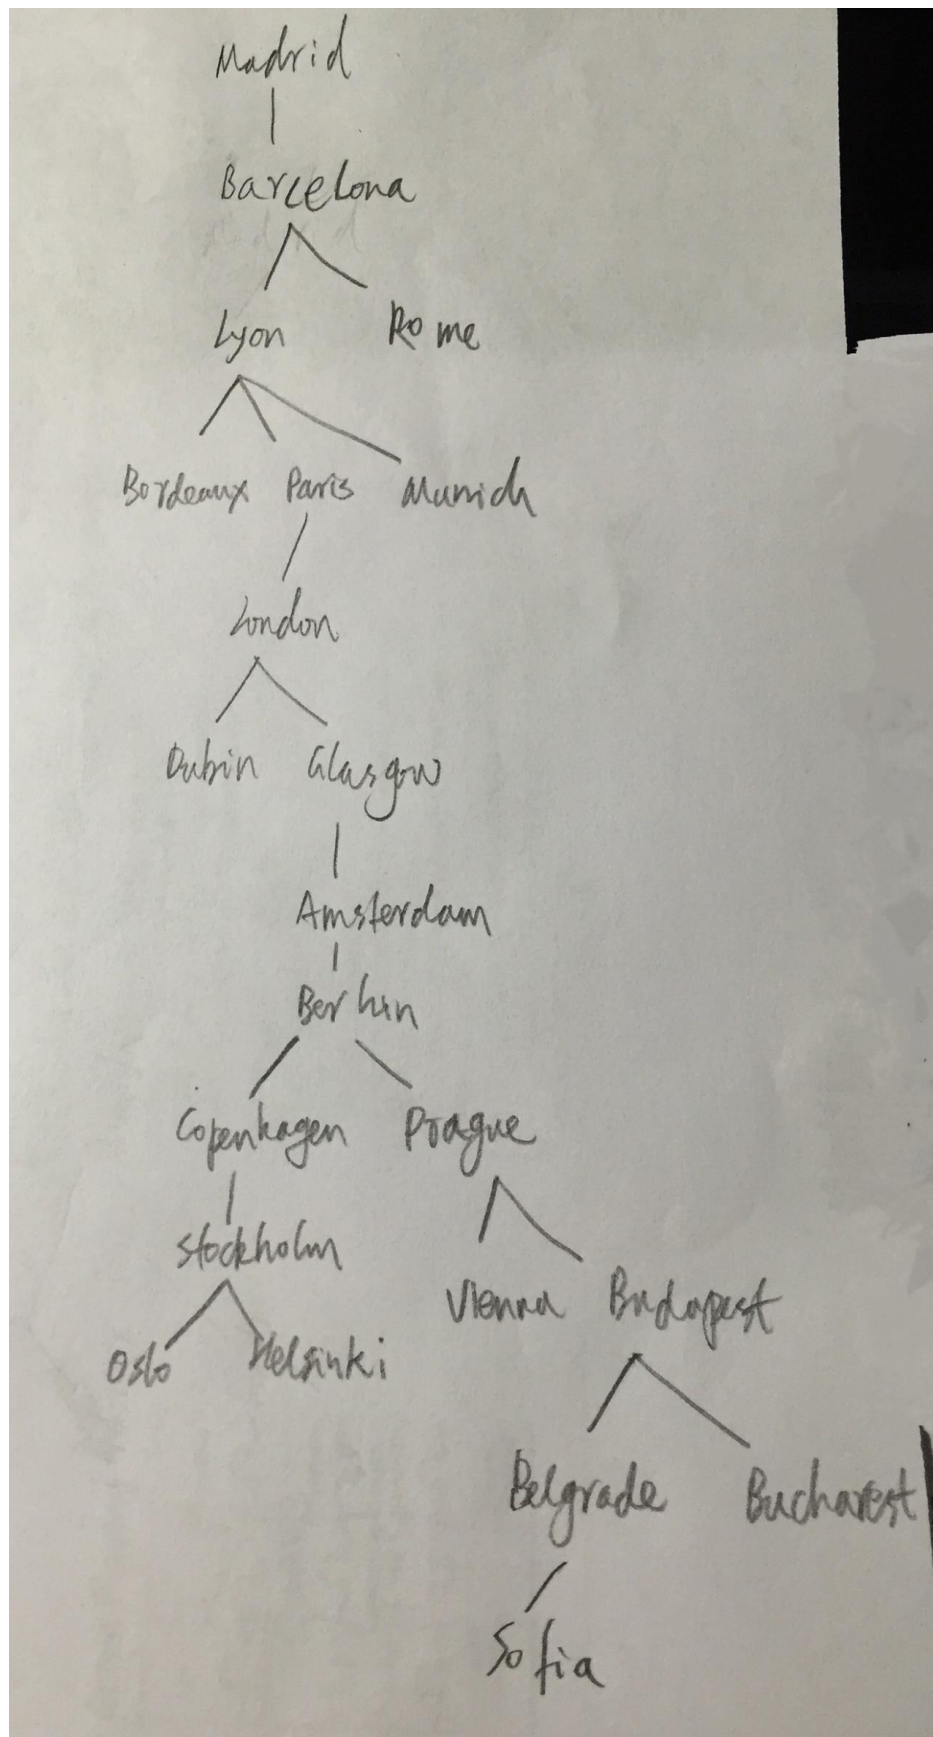 Madrid
Barcelona
Lyon Rome
Bordeaux Paris Munich
London
Dubin Glasgow
Amsterdam
Berlin
Copenhagen Prague
Stockholm
Vienna Budapest
Oslo Helsinki
Belgrade Bucharest
Sofia